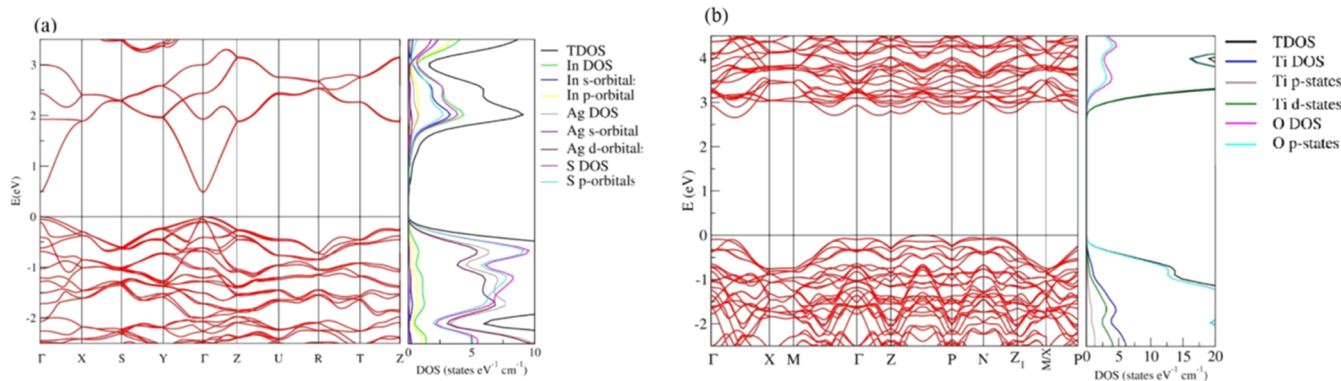 (a)
3
2
1
0
-1
-2
E(eV)
Γ X S Y Γ Z U R T Z
0 5 10
DOS (states eV⁻¹ cm⁻¹)
TDOS
In DOS
In s-orbitals
In p-orbital
Ag DOS
Ag s-orbital
Ag d-orbitals
S DOS
S p-orbitals
(b)
4
3
2
1
0
-1
-2
E (eV)
Γ X M Γ Z P N Z₁ M/X P
0 5 10 15 20
DOS (states eV⁻¹ cm⁻¹)
TDOS
Ti DOS
Ti p-states
Ti d-states
O DOS
O p-states